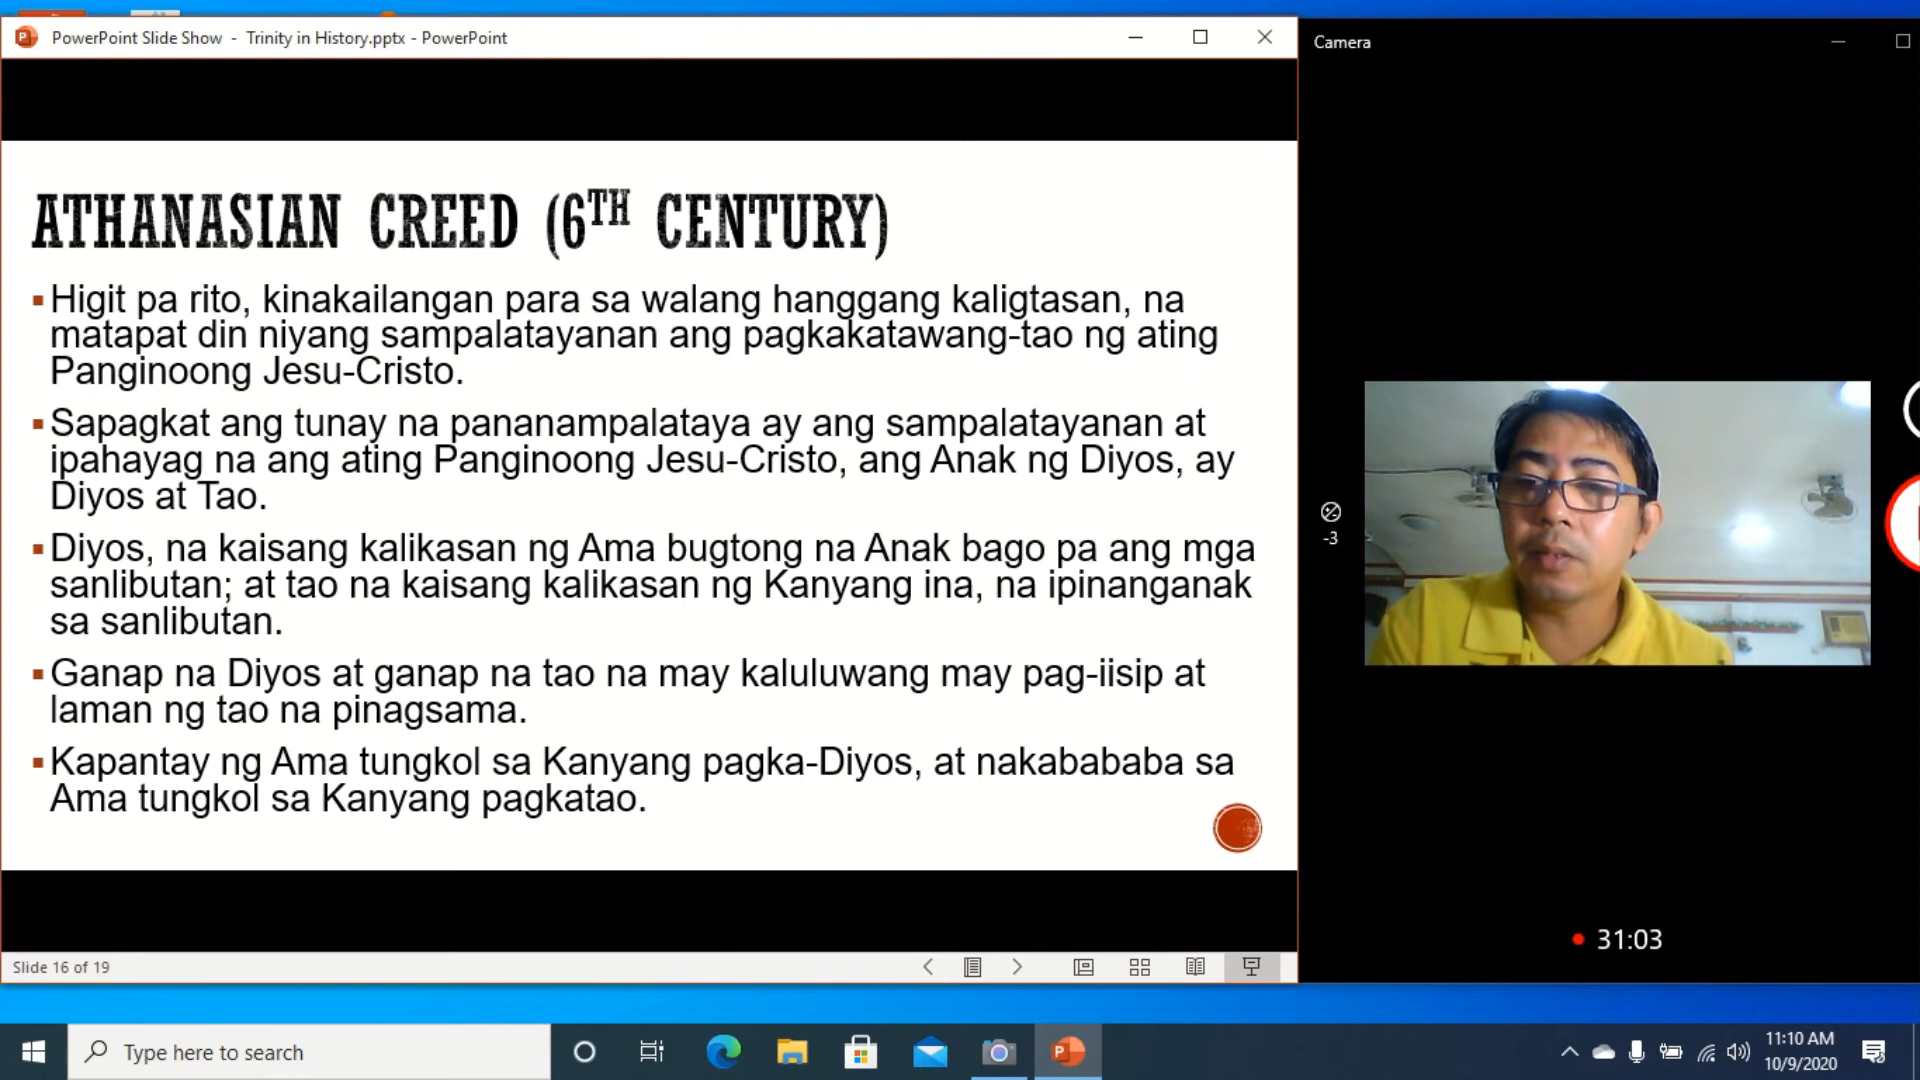 PowerPoint Slide Show - Trinity in History.pptx - PowerPoint
Camera
ATHANASIAN CREED (6TH CENTURY)
Higit pa rito, kinakailangan para sa walang hanggang kaligtasan, na
matapat din niyang sampalatayanan ang pagkakatawang-tao ng ating
Panginoong Jesu-Cristo.
Sapagkat ang tunay na pananampalataya ay ang sampalatayanan at
ipahayag na ang ating Panginoong Jesu-Cristo, ang Anak ng Diyos, ay
Diyos at Tao.
Diyos, na kaisang kalikasan ng Ama bugtong na Anak bago pa ang mga
sanlibutan; at tao na kaisang kalikasan ng Kanyang ina, na ipinanganak
sa sanlibutan.
Ganap na Diyos at ganap na tao na may kaluluwang may pag-iisip at
laman ng tao na pinagsama.
Kapantay ng Ama tungkol sa Kanyang pagka-Diyos, at nakabababa sa
Ama tungkol sa Kanyang pagkatao.
-3
31:03
Slide 16 of 19
Type here to search
11:10 AM
10/9/2020